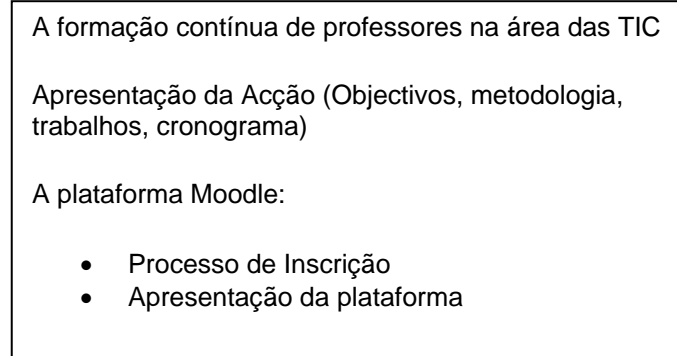 A formação contínua de professores na área das TIC
Apresentação da Acção (Objectivos, metodologia,
trabalhos, cronograma)
A plataforma Moodle:
• Processo de Inscrição
• Apresentação da plataforma